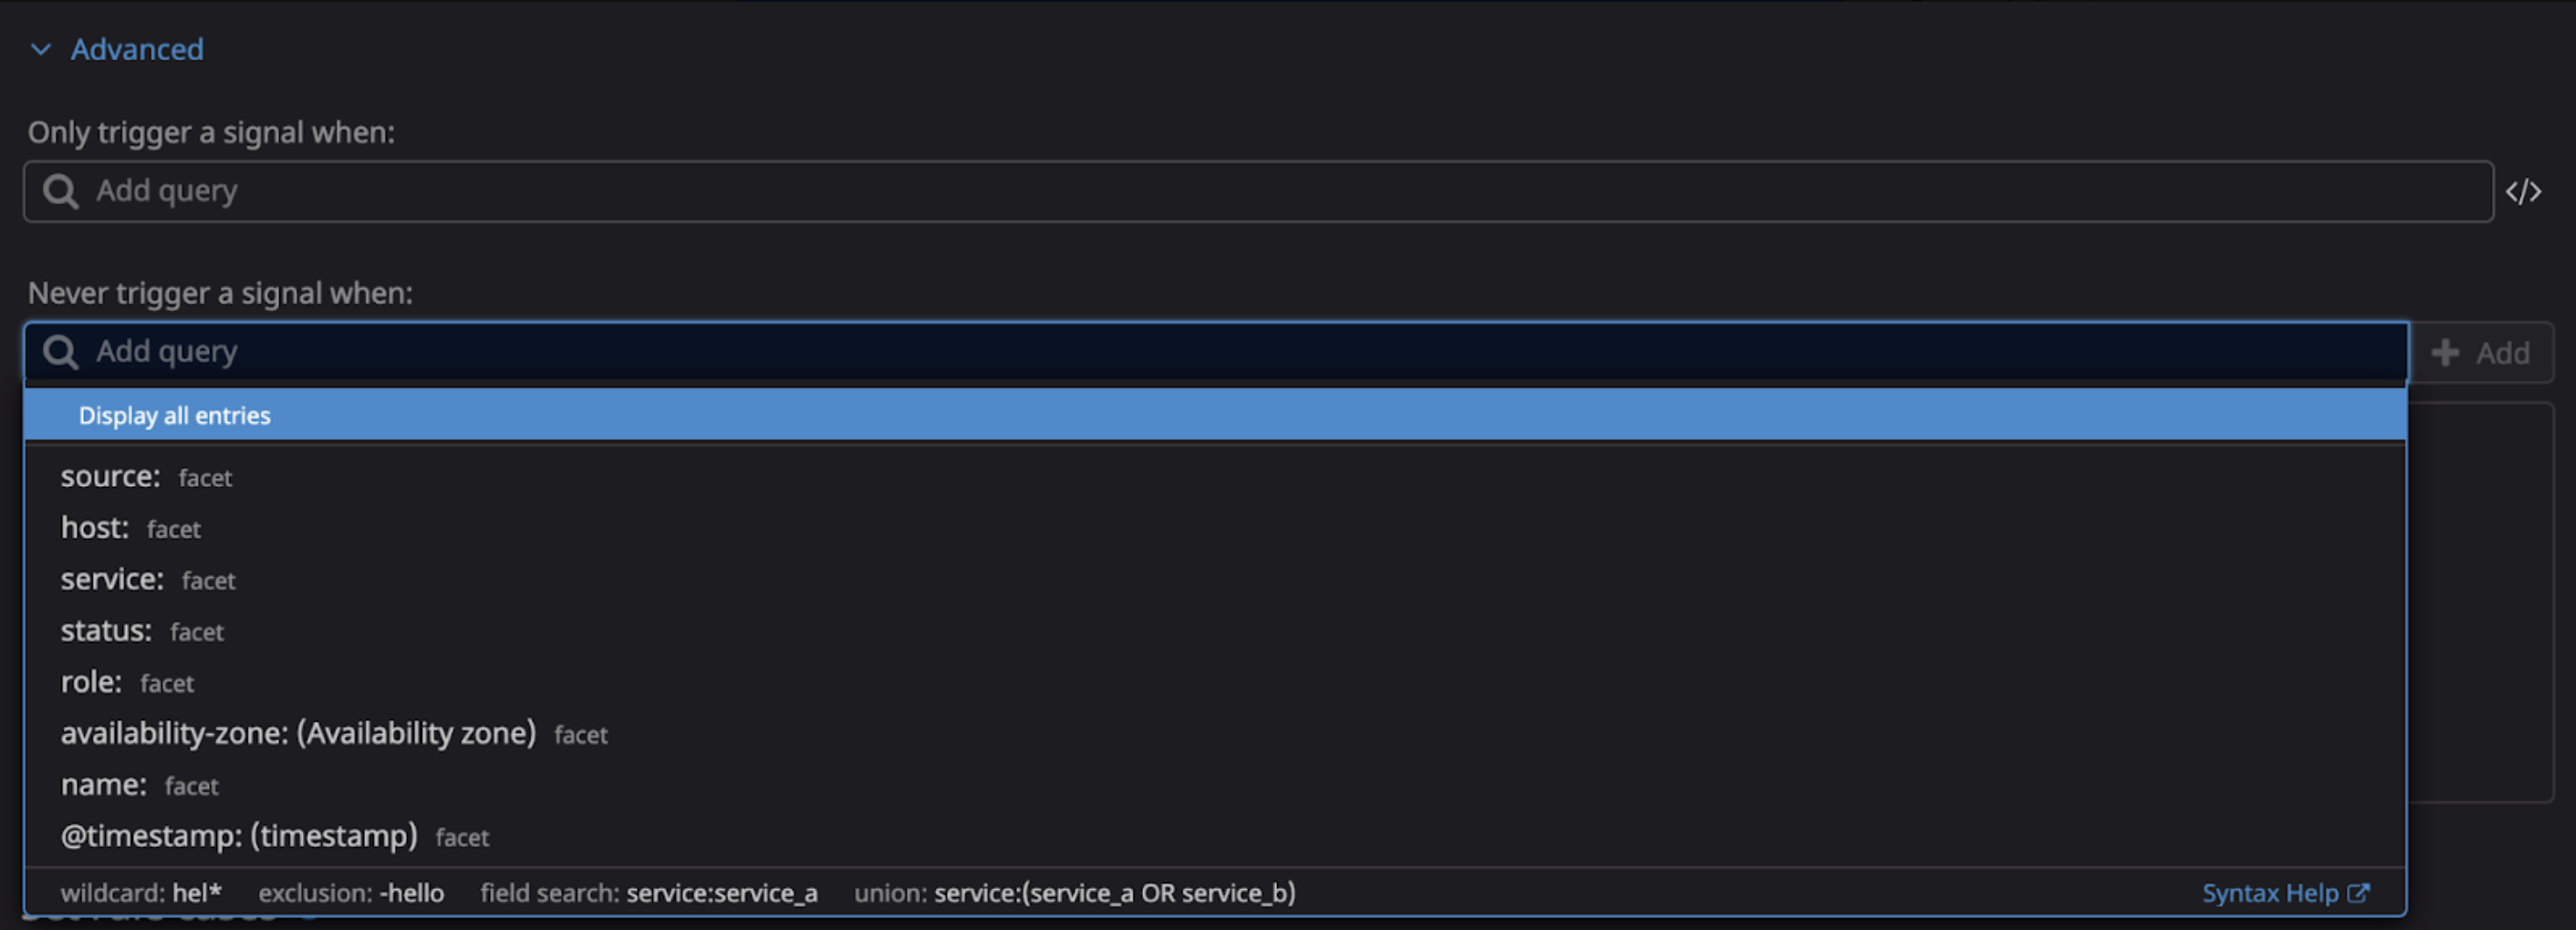 Advanced
Only trigger a signal when:
Add query </>
Never trigger a signal when:
Add query + Add
Display all entries
source: facet
host: facet
service: facet
status: facet
role: facet
availability-zone: (Availability zone) facet
name: facet
@timestamp: (timestamp) facet
wildcard: hel* exclusion: -hello field search: service:service_a union: service:(service_a OR service_b) Syntax Help